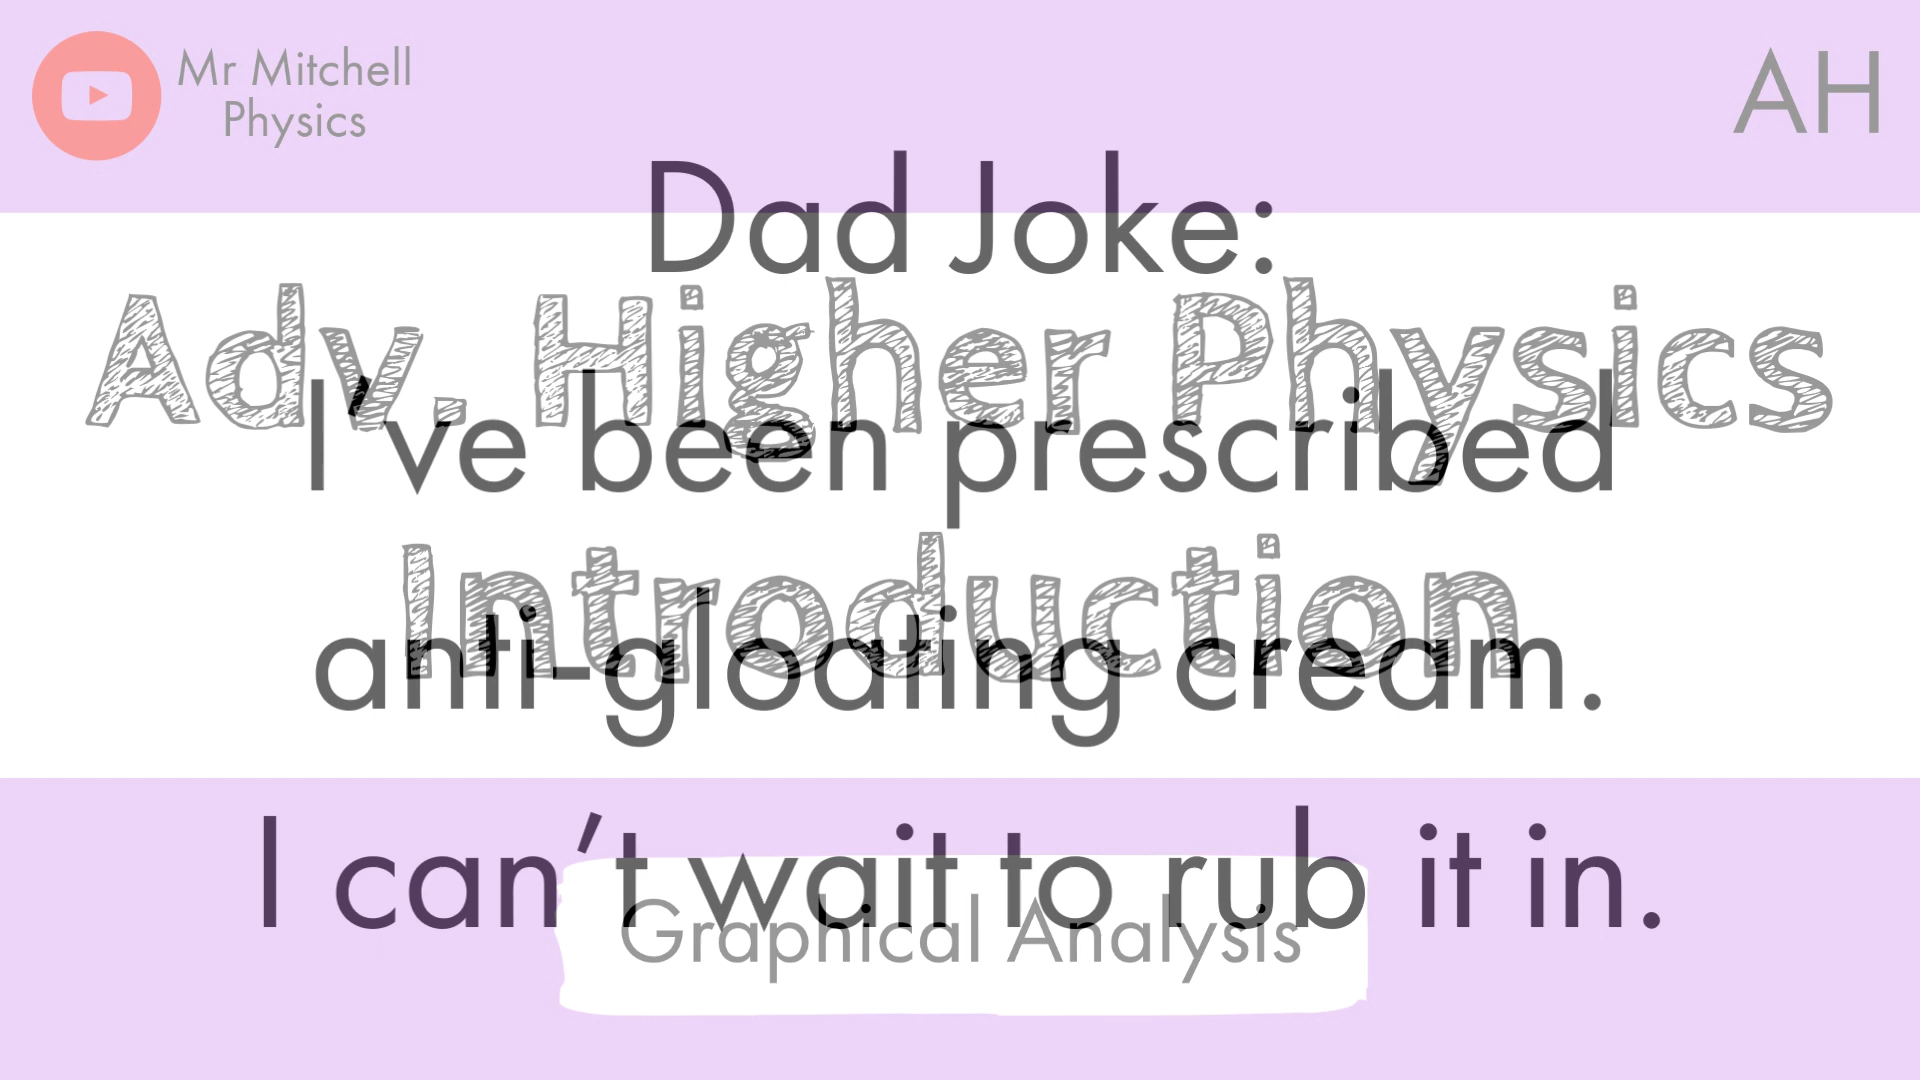 Mr Mitchell
Physics
AH
Dad Joke:
Adv. Higher Physics
I've been prescribed
Introduction
anti-gloating cream.
I can't wait to rub it in.
Graphical Analysis